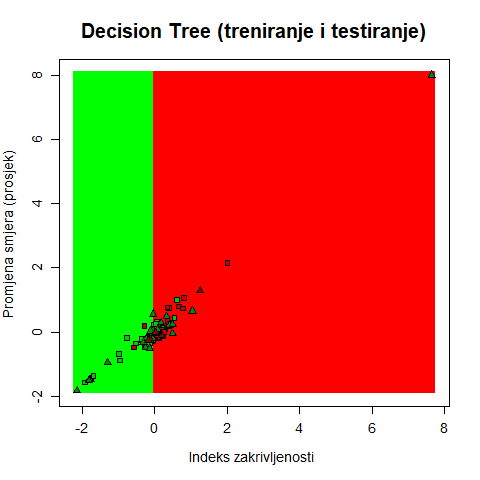 Decision Tree (treniranje i testiranje)
Promjena smjera (prosjek)
8
6
4
2
0
-2
-2 0 2 4 6 8
Indeks zakrivljenosti